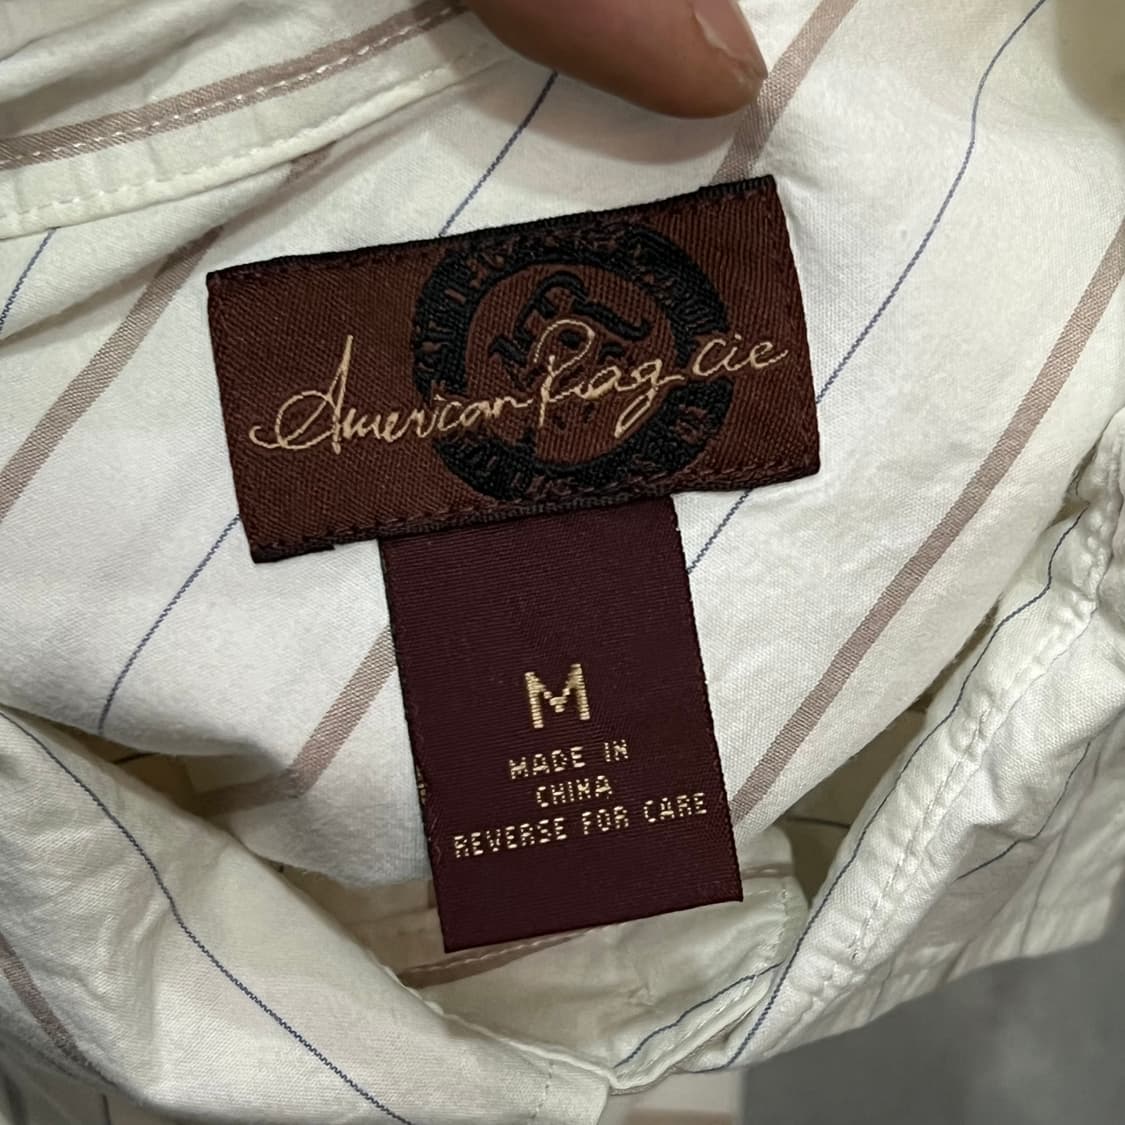 American Rag Cie
M
MADE IN
CHINA
REVERSE FOR CARE